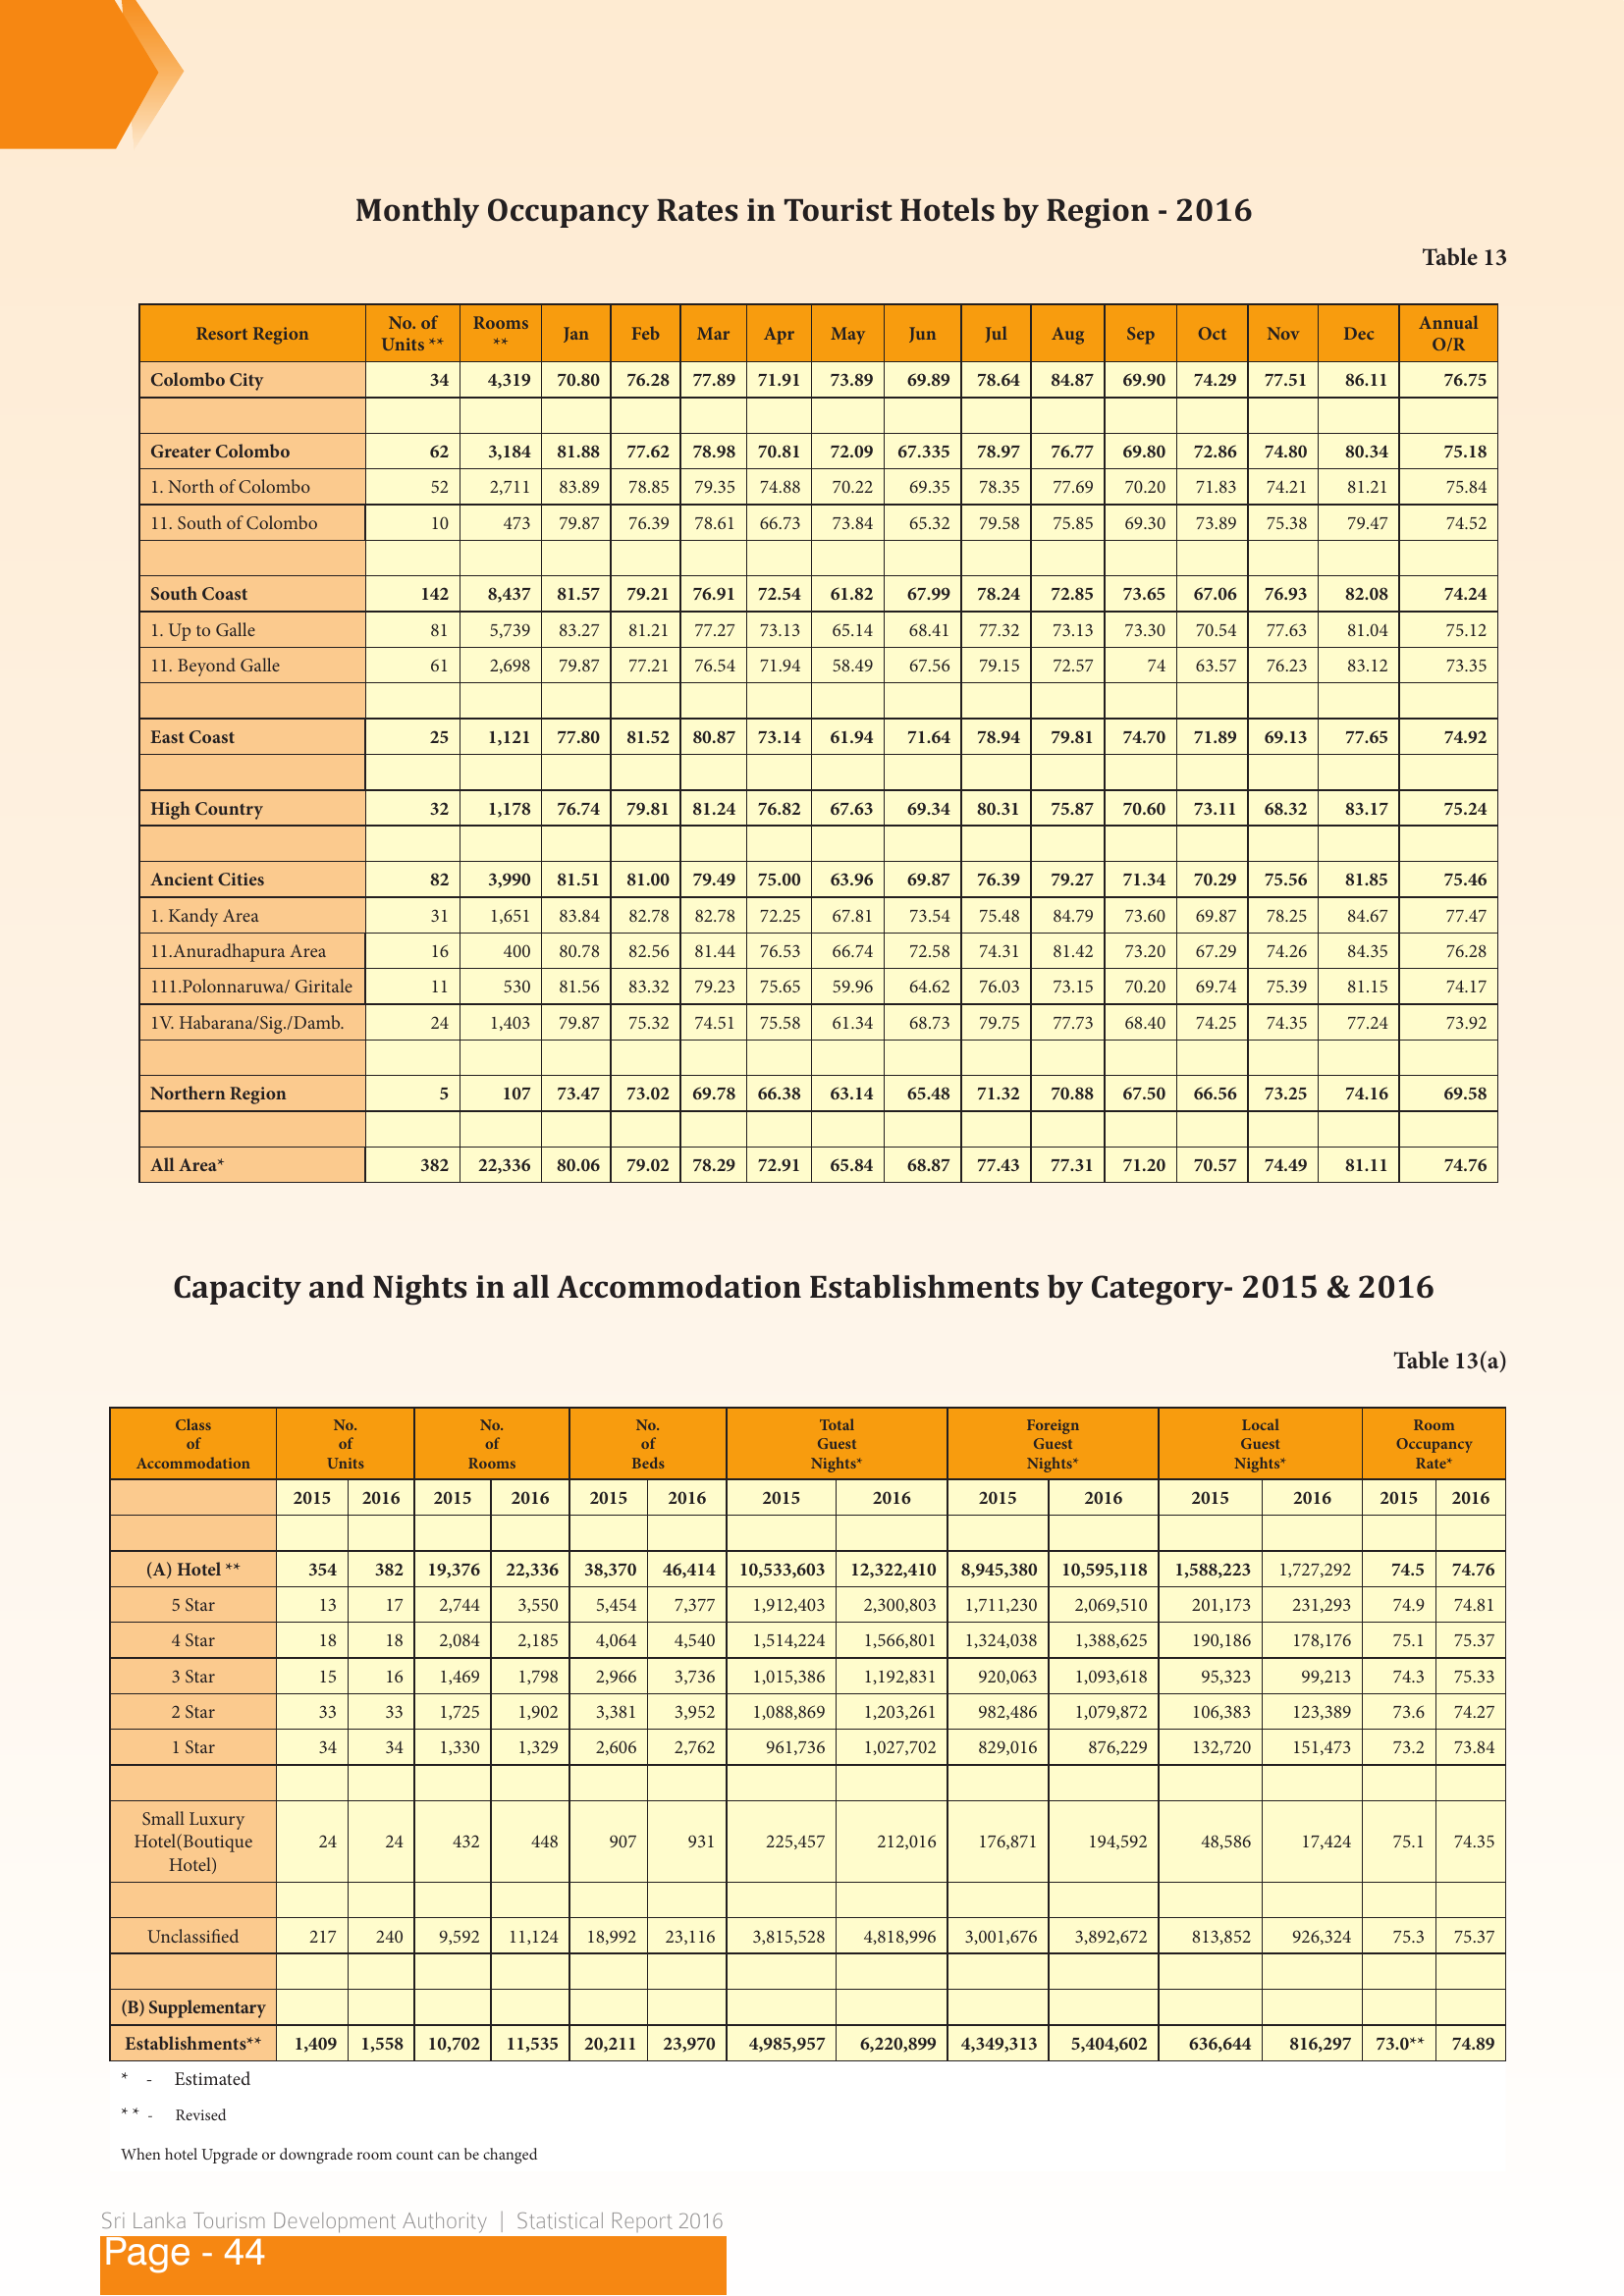 Monthly Occupancy Rates in Tourist Hotels by Region - 2016
Table 13
Resort Region No. of Units ** Rooms ** Jan Feb Mar Apr May Jun Jul Aug Sep Oct Nov Dec Annual O/R
Colombo City 34 4,319 70.80 76.28 77.89 71.91 73.89 69.89 78.64 84.87 69.90 74.29 77.51 86.11 76.75
Greater Colombo 62 3,184 81.88 77.62 78.98 70.81 72.09 67.335 78.97 76.77 69.80 72.86 74.80 80.34 75.18
1. North of Colombo 52 2,711 83.89 78.85 79.35 74.88 70.22 69.35 78.35 77.69 70.20 71.83 74.21 81.21 75.84
11. South of Colombo 10 473 79.87 76.39 78.61 66.73 73.84 65.32 79.58 75.85 69.30 73.89 75.38 79.47 74.52
South Coast 142 8,437 81.57 79.21 76.91 72.54 61.82 67.99 78.24 72.85 73.65 67.06 76.93 82.08 74.24
1. Up to Galle 81 5,739 83.27 81.21 77.27 73.13 65.14 68.41 77.32 73.13 73.30 70.54 77.63 81.04 75.12
11. Beyond Galle 61 2,698 79.87 77.21 76.54 71.94 58.49 67.56 79.15 72.57 74 63.57 76.23 83.12 73.35
East Coast 25 1,121 77.80 81.52 80.87 73.14 61.94 71.64 78.94 79.81 74.70 71.89 69.13 77.65 74.92
High Country 32 1,178 76.74 79.81 81.24 76.82 67.63 69.34 80.31 75.87 70.60 73.11 68.32 83.17 75.24
Ancient Cities 82 3,990 81.51 81.00 79.49 75.00 63.96 69.87 76.39 79.27 71.34 70.29 75.56 81.85 75.46
1. Kandy Area 31 1,651 83.84 82.78 82.78 72.25 67.81 73.54 75.48 84.79 73.60 69.87 78.25 84.67 77.47
11.Anuradhapura Area 16 400 80.78 82.56 81.44 76.53 66.74 72.58 74.31 81.42 73.20 67.29 74.26 84.35 76.28
111.Polonnaruwa/ Giritale 11 530 81.56 83.32 79.23 75.65 59.96 64.62 76.03 73.15 70.20 69.74 75.39 81.15 74.17
1V. Habarana/Sig./Damb. 24 1,403 79.87 75.32 74.51 75.58 61.34 68.73 79.75 77.73 68.40 74.25 74.35 77.24 73.92
Northern Region 5 107 73.47 73.02 69.78 66.38 63.14 65.48 71.32 70.88 67.50 66.56 73.25 74.16 69.58
All Area* 382 22,336 80.06 79.02 78.29 72.91 65.84 68.87 77.43 77.31 71.20 70.57 74.49 81.11 74.76
Capacity and Nights in all Accommodation Establishments by Category- 2015 & 2016
Table 13(a)
Class of Accommodation No. of Units No. of Rooms No. of Beds Total Guest Nights* Foreign Guest Nights* Local Guest Nights* Room Occupancy Rate*
2015 2016 2015 2016 2015 2016 2015 2016 2015 2016 2015 2016 2015 2016
(A) Hotel ** 354 382 19,376 22,336 38,370 46,414 10,533,603 12,322,410 8,945,380 10,595,118 1,588,223 1,727,292 74.5 74.76
5 Star 13 17 2,744 3,550 5,454 7,377 1,912,403 2,300,803 1,711,230 2,069,510 201,173 231,293 74.9 74.81
4 Star 18 18 2,084 2,185 4,064 4,540 1,514,224 1,566,801 1,324,038 1,388,625 190,186 178,176 75.1 75.37
3 Star 15 16 1,469 1,798 2,966 3,736 1,015,386 1,192,831 920,063 1,093,618 95,323 99,213 74.3 75.33
2 Star 33 33 1,725 1,902 3,381 3,952 1,088,869 1,203,261 982,486 1,079,872 106,383 123,389 73.6 74.27
1 Star 34 34 1,330 1,329 2,606 2,762 961,736 1,027,702 829,016 876,229 132,720 151,473 73.2 73.84
Small Luxury
Hotel(Boutique
Hotel) 24 24 432 448 907 931 225,457 212,016 176,871 194,592 48,586 17,424 75.1 74.35
Unclassified 217 240 9,592 11,124 18,992 23,116 3,815,528 4,818,996 3,001,676 3,892,672 813,852 926,324 75.3 75.37
(B) Supplementary
Establishments** 1,409 1,558 10,702 11,535 20,211 23,970 4,985,957 6,220,899 4,349,313 5,404,602 636,644 816,297 73.0** 74.89
* - Estimated
* * - Revised
When hotel Upgrade or downgrade room count can be changed
Sri Lanka Tourism Development Authority | Statistical Report 2016
Page - 44